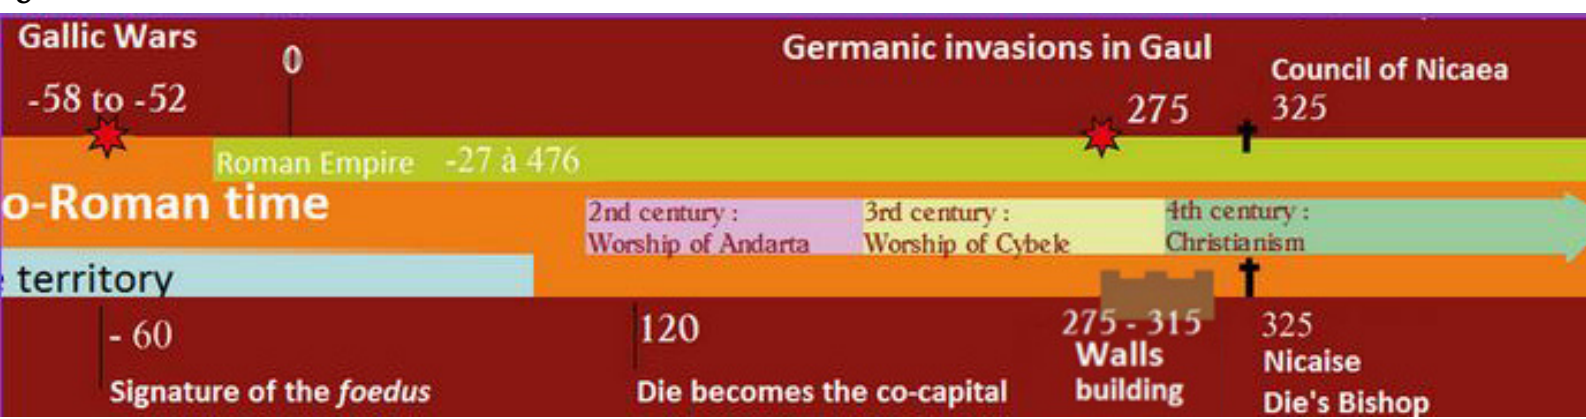 Gallic Wars
-58 to -52
0
Germanic invasions in Gaul
275
Council of Nicaea
325
Roman Empire -27 à 476
o-Roman time
2nd century :
Worship of Andarta
3rd century :
Worship of Cybele
4th century :
Christianism
territory
- 60
Signature of the foedus
120
Die becomes the co-capital
275 - 315
Walls
building
325
Nicaise
Die's Bishop